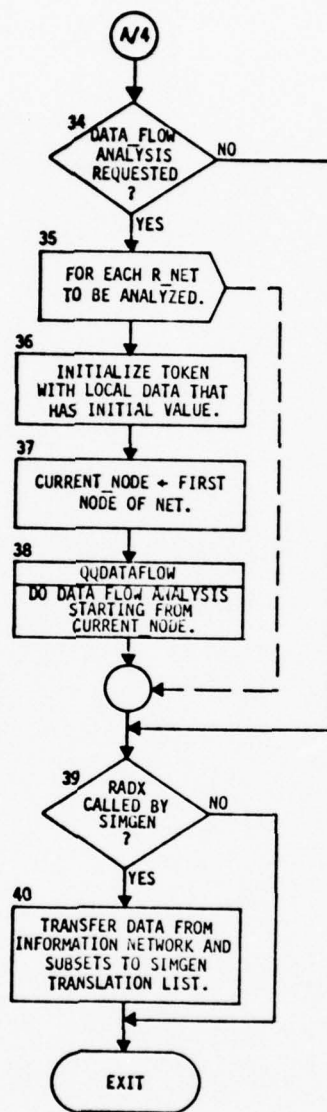 A/4
34
DATA_FLOW
ANALYSIS
REQUESTED
?
NO
YES
35
FOR EACH R_NET
TO BE ANALYZED.
36
INITIALIZE TOKEN
WITH LOCAL DATA THAT
HAS INITIAL VALUE.
37
CURRENT_NODE ← FIRST
NODE OF NET.
38
QQDATAFLOW
DO DATA FLOW ANALYSIS
STARTING FROM
CURRENT_NODE.
39
RADX
CALLED BY
SIMGEN
?
NO
YES
40
TRANSFER DATA FROM
INFORMATION NETWORK AND
SUBSETS TO SIMGEN
TRANSLATION LIST.
EXIT